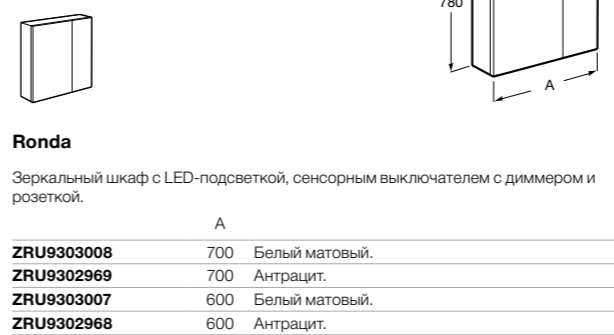 780
A
Ronda
Зеркальный шкаф с LED-подсветкой, сенсорным выключателем с диммером и
розеткой.
A
ZRU9303008 700 Белый матовый.
ZRU9302969 700 Антрацит.
ZRU9303007 600 Белый матовый.
ZRU9302968 600 Антрацит.